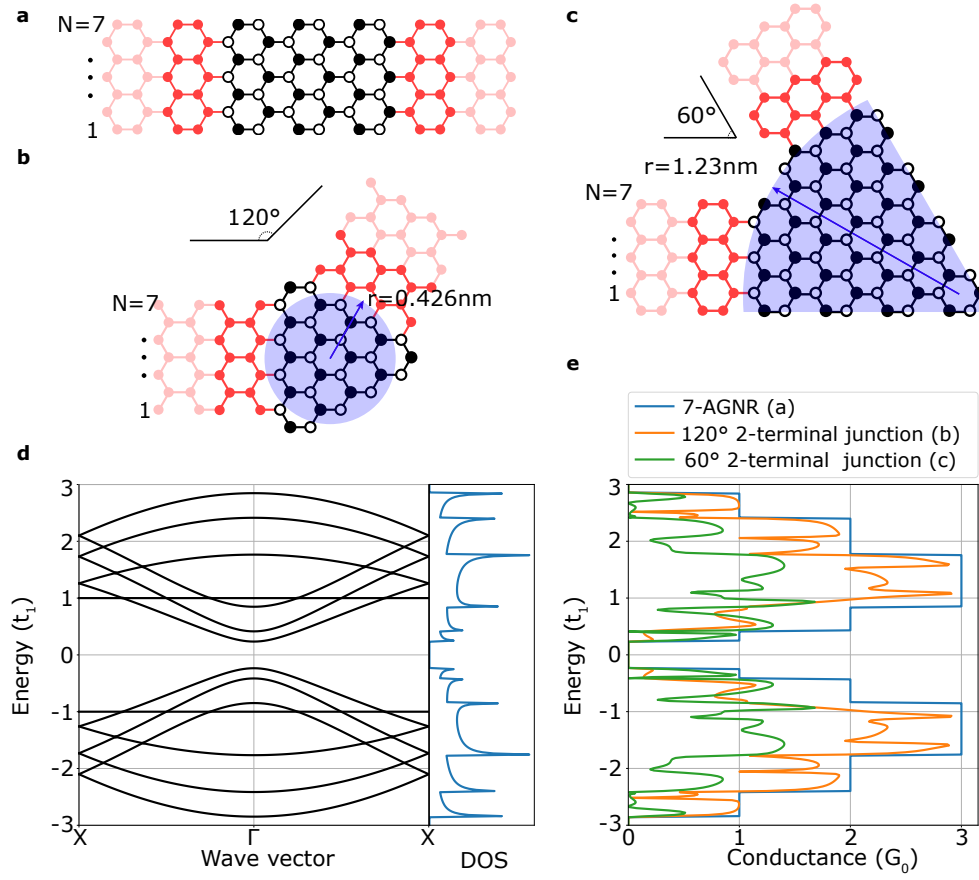 a
N=7
1
b
120°
N=7
r=0.426nm
1
c
60°
r=1.23nm
N=7
1
d
3
2
1
0
-1
-2
-3
Energy (t₁)
X
Γ
X
Wave vector
DOS
e
7-AGNR (a)
120° 2-terminal junction (b)
60° 2-terminal junction (c)
3
2
1
0
-1
-2
-3
Energy (t₁)
0
1
2
3
Conductance (G₀)